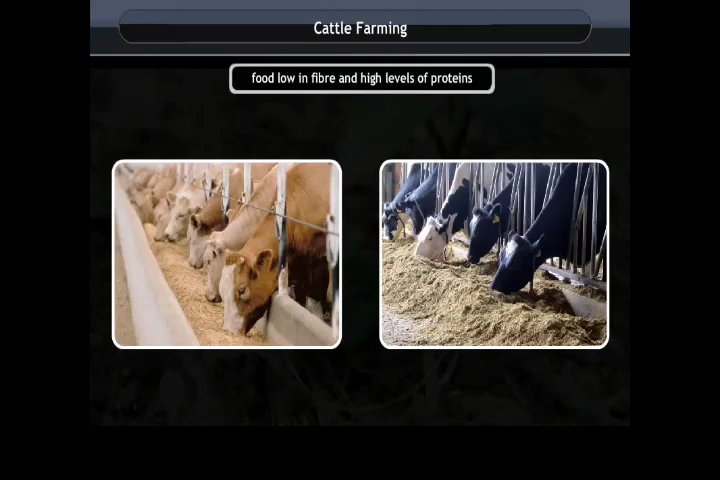 Cattle Farming
food low in fibre and high levels of proteins